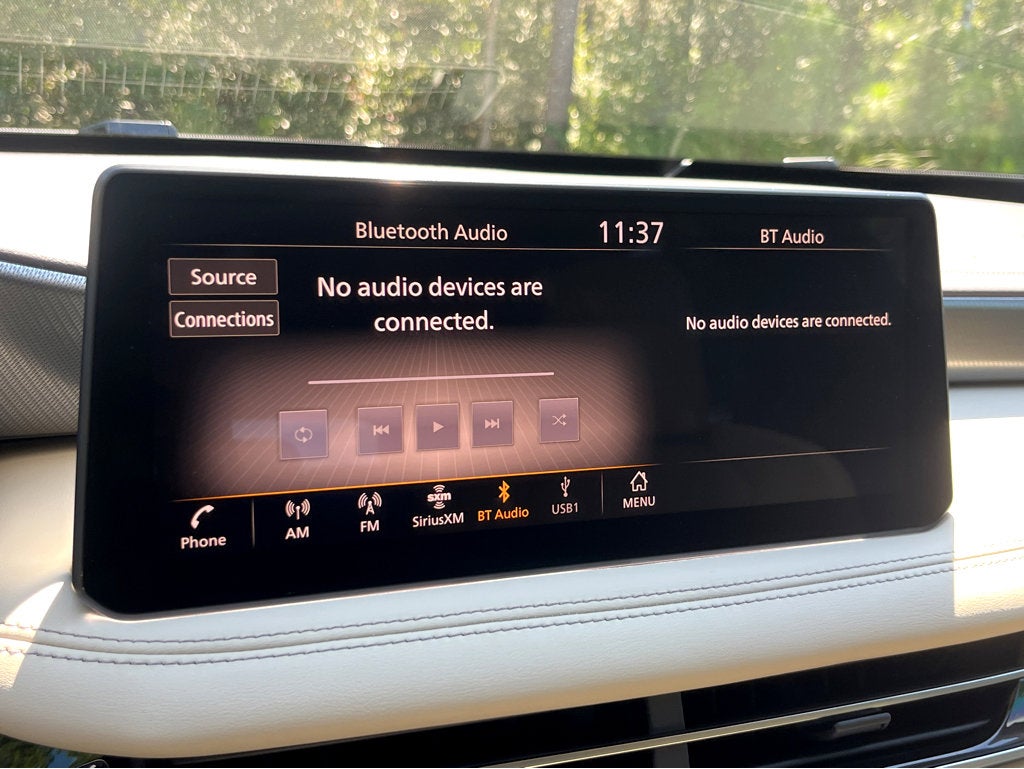 Bluetooth Audio
11:37
BT Audio
Source
Connections
No audio devices are
connected.
No audio devices are connected.
Phone
AM
FM
sxm
SiriusXM
BT Audio
USB1
MENU